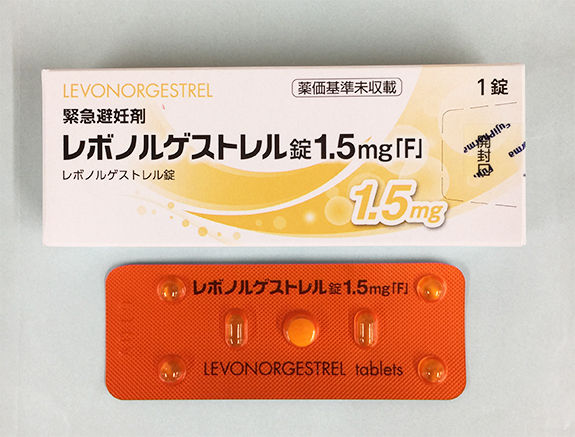 LEVONORGESTREL
薬価基準未収載
1錠
緊急避妊剤
レボノルゲストレル錠1.5mg「F」
レボノルゲストレル錠
1.5mg
開封口
FujiPharma
レボノルゲストレル錠1.5mg「F」
LEVONORGESTREL tablets